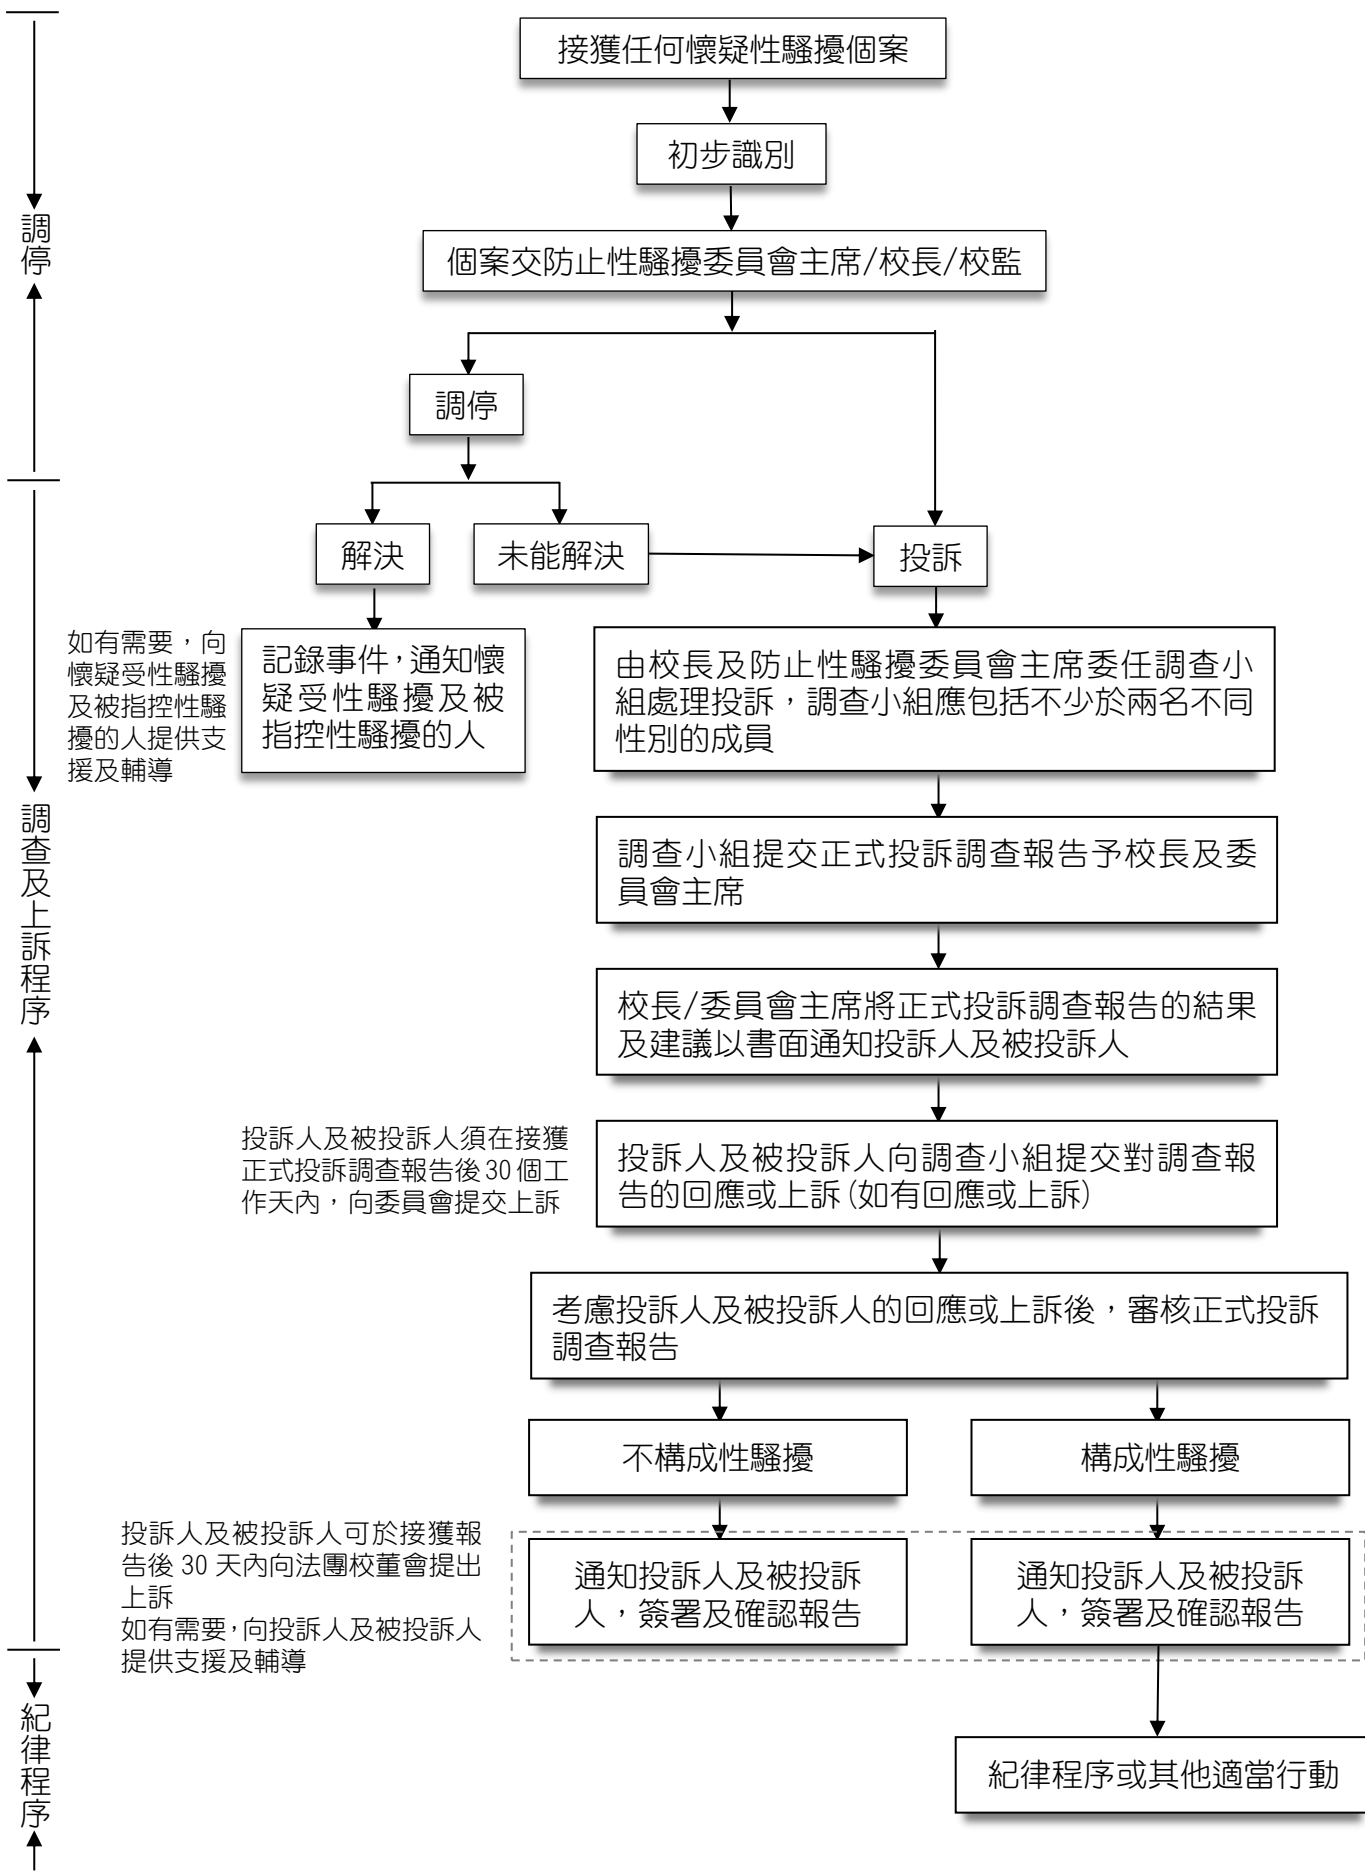 接獲任何懷疑性騷擾個案
初步識別
調停
個案交防止性騷擾委員會主席/校長/校監
調停
解決
未能解決
投訴
如有需要，向
懷疑受性騷擾
及被指控性騷
擾的人提供支
援及輔導
記錄事件，通知懷
疑受性騷擾及被
指控性騷擾的人
由校長及防止性騷擾委員會主席委任調查小
組處理投訴，調查小組應包括不少於兩名不同
性別的成員
調查及上訴程序
調查小組提交正式投訴調查報告予校長及委
員會主席
校長/委員會主席將正式投訴調查報告的結果
及建議以書面通知投訴人及被投訴人
投訴人及被投訴人須在接獲
正式投訴調查報告後 30 個工
作天內，向委員會提交上訴
投訴人及被投訴人向調查小組提交對調查報
告的回應或上訴(如有回應或上訴)
考慮投訴人及被投訴人的回應或上訴後，審核正式投訴
調查報告
不構成性騷擾
構成性騷擾
投訴人及被投訴人可於接獲報
告後 30 天內向法團校董會提出
上訴
如有需要，向投訴人及被投訴人
提供支援及輔導
通知投訴人及被投訴
人，簽署及確認報告
通知投訴人及被投訴
人，簽署及確認報告
紀律程序
紀律程序或其他適當行動